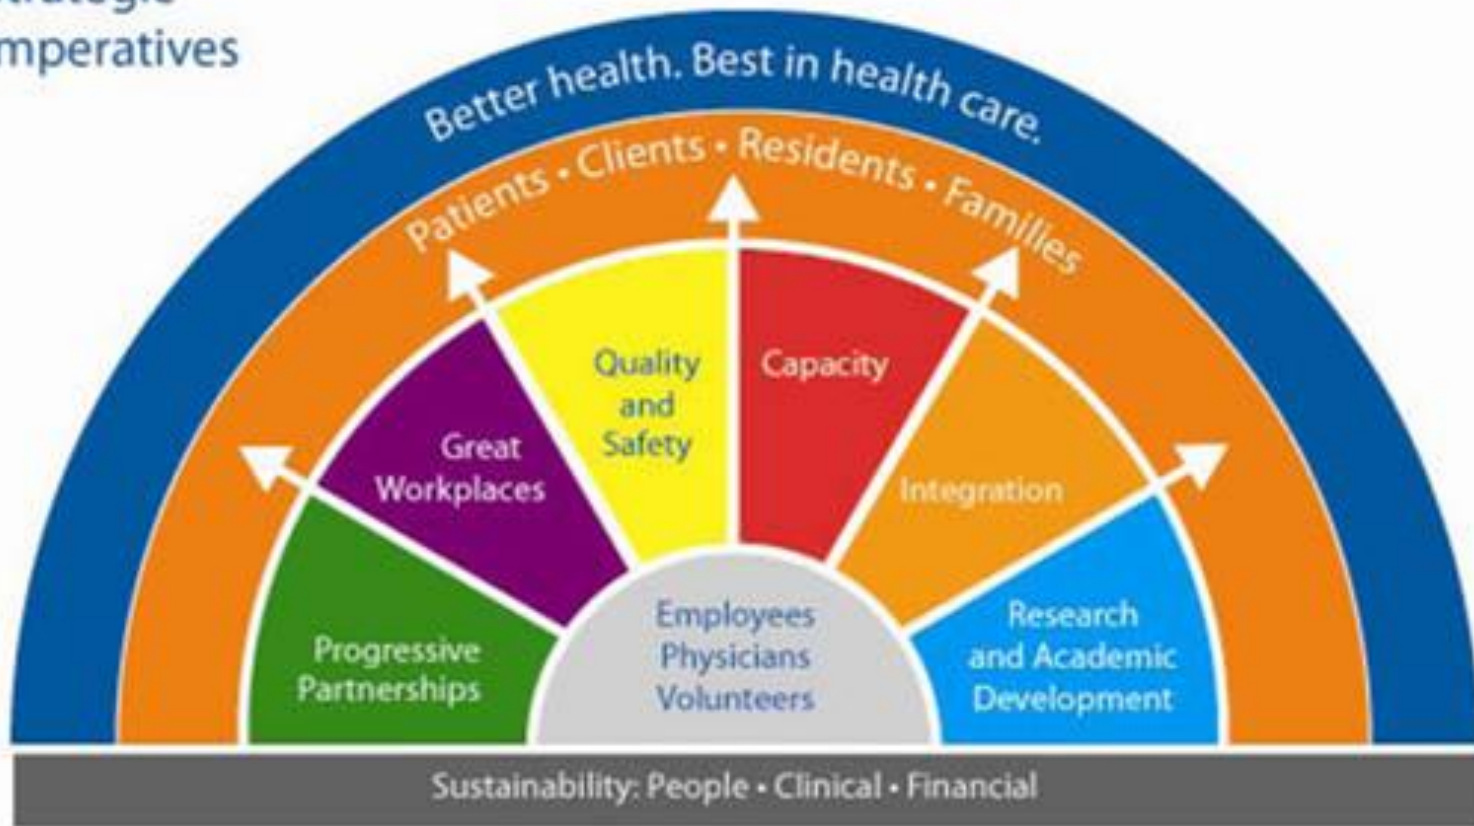 mperatives
Better health. Best in health care.
Patients • Clients • Residents • Families
Progressive
Partnerships
Great
Workplaces
Quality
and
Safety
Capacity
Integration
Research
and Academic
Development
Employees
Physicians
Volunteers
Sustainability: People • Clinical • Financial